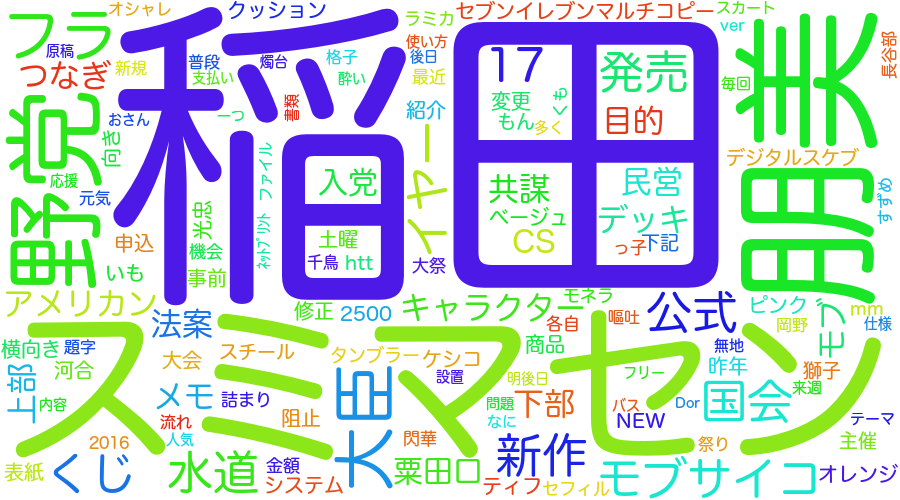 オシャレ
クッション
ラミカ
セブンイレブンマルチコピー
スカート
フラ
原稿
つなぎ
新規
普段
支払い
燭台
格子
酔い
使い方
後日
最近
ver
毎回
長谷部
稲田
17
発売
変更
もん
くも
多く
目的
朋美
野党
おさん
向き
一つ
書類
紹介
応援
元気
ファイル
入党
イヤー
共謀
ベージュ
民営
デッキ
CS
っ子
下記
デジタルスケブ
すずめ
申込
いも
光忠
機会
事前
ネットプリント
土曜
千鳥
htt
大祭
アメリカン
法案
修正
2500
キャラクター
モネラ
公式
ピンク
mm
岡野
仕様
モブ
各自
嘔吐
スミマセン
横向き
題字
河合
大会
スチール
タンブラー
ケシコ
商品
無地
昨年
獅子
来週
上部
内容
メモ
詰まり
大臣
設置
明後日
フリー
問題
なに
下部
バス
NEW
Dor
国会
テーマ
流れ
阻止
2016
人気
閃華
新作
祭り
主催
表紙
くじ
水道
金額
システム
粟田口
ティフ
セフィル
モブサイコ
オレンジ